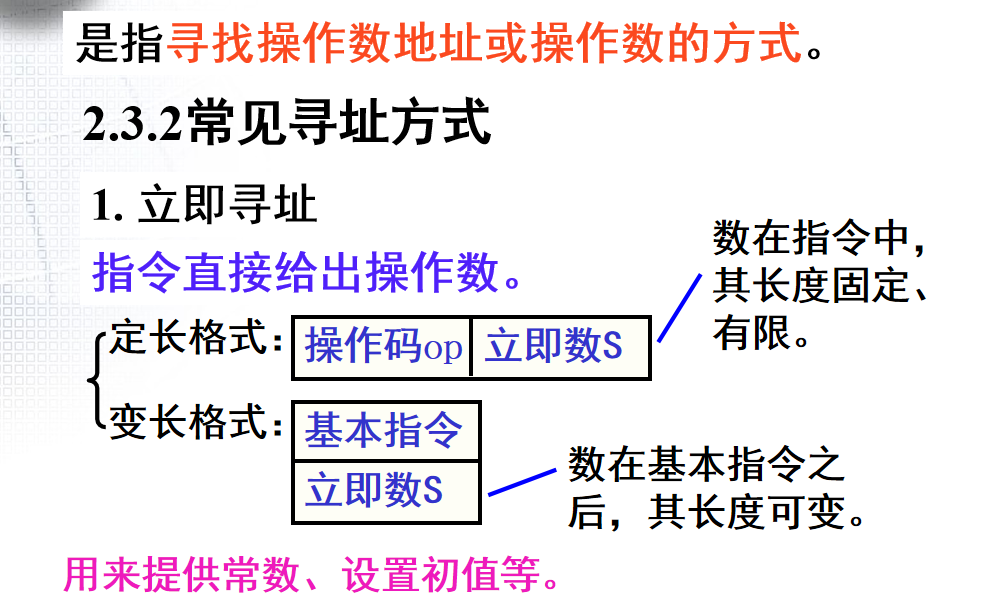 是指寻找操作数地址或操作数的方式。
2.3.2常见寻址方式
1. 立即寻址
指令直接给出操作数。
数在指令中，
其长度固定、
有限。
定长格式：
操作码op
立即数S
变长格式：
基本指令
立即数S
数在基本指令之
后，其长度可变。
用来提供常数、设置初值等。